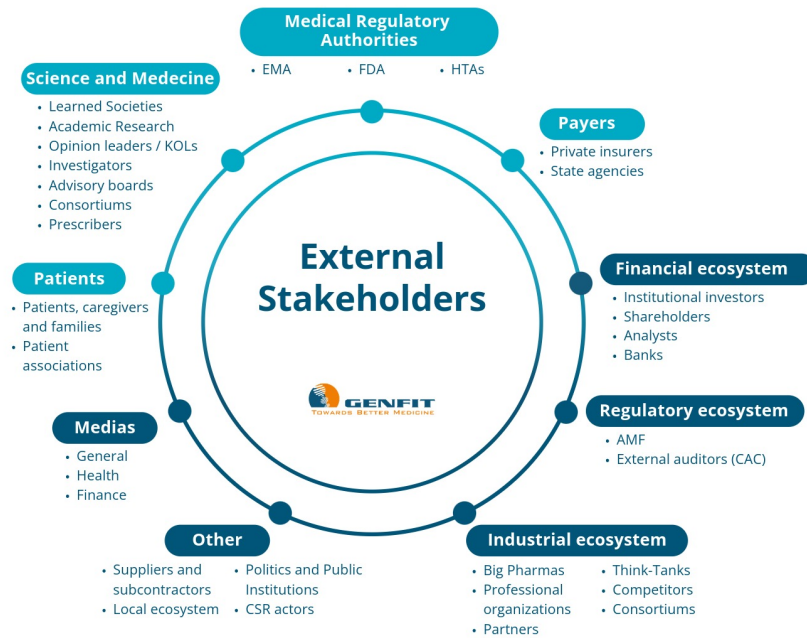 Medical Regulatory
Authorities
• EMA • FDA • HTAs
Science and Medecine
• Learned Societies
• Academic Research
• Opinion leaders / KOLs
• Investigators
• Advisory boards
• Consortiums
• Prescribers
Payers
• Private insurers
• State agencies
External
Stakeholders
GENFIT
TOWARDS BETTER MEDICINE
Financial ecosystem
• Institutional investors
• Shareholders
• Analysts
• Banks
Patients
• Patients, caregivers
and families
• Patient
associations
Regulatory ecosystem
• AMF
• External auditors (CAC)
Medias
• General
• Health
• Finance
Other
• Suppliers and
subcontractors
• Local ecosystem
• Politics and Public
Institutions
• CSR actors
Industrial ecosystem
• Big Pharmas
• Professional
organizations
• Partners
• Think-Tanks
• Competitors
• Consortiums